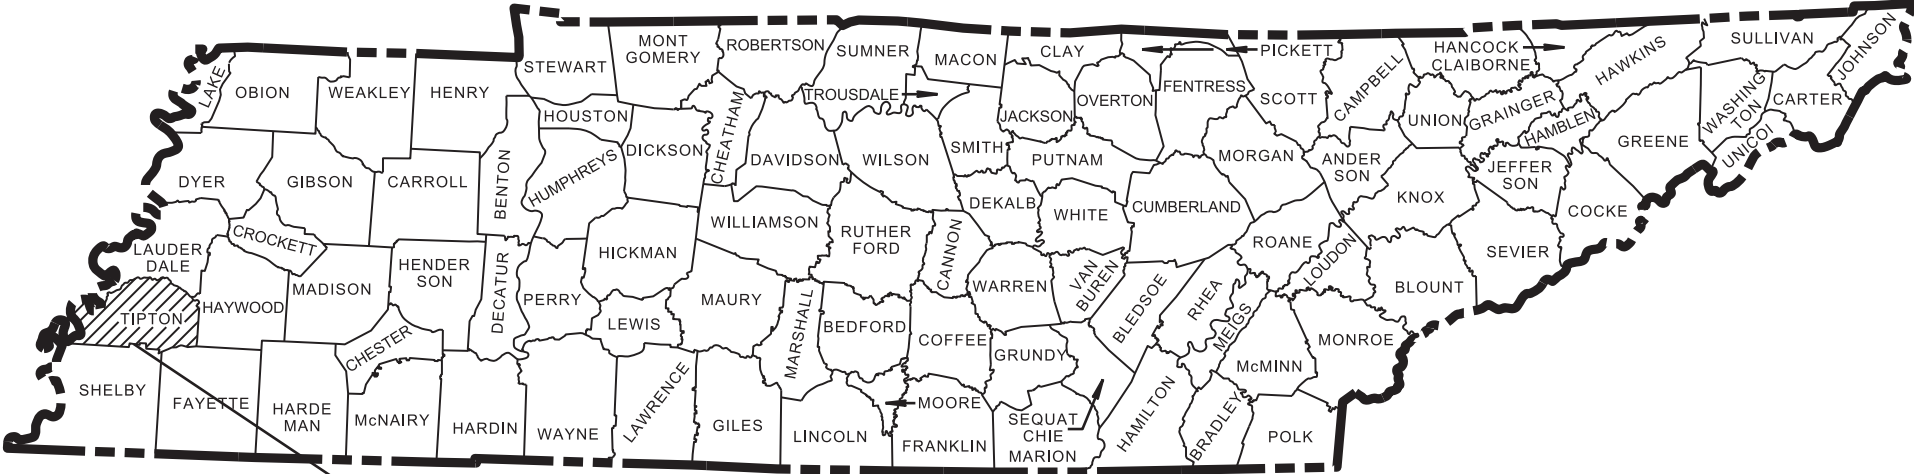 MONT
GOMERY
ROBERTSON
SUMNER
MACON
CLAY
PICKETT
HANCOCK
CLAIBORNE
HAWKINS
SULLIVAN
JOHNSON
STEWART
LAKE
OBION
WEAKLEY
HENRY
HOUSTON
CHEATHAM
TROUSDALE
JACKSON
OVERTON
FENTRESS
SCOTT
CAMPBELL
UNION
GRAINGER
HAMBLEN
WASHING
TON
CARTER
UNICOI
GREENE
DYER
GIBSON
CARROLL
BENTON
HUMPHREYS
DICKSON
DAVIDSON
WILSON
SMITH
PUTNAM
MORGAN
ANDER
SON
KNOX
JEFFER
SON
COCKE
LAUDER
DALE
CROCKETT
HENDER
SON
DECATUR
HICKMAN
WILLIAMSON
RUTHER
FORD
CANNON
DEKALB
WHITE
CUMBERLAND
ROANE
LOUDON
BLOUNT
SEVIER
TIPTON
HAYWOOD
MADISON
CHESTER
PERRY
LEWIS
MAURY
MARSHALL
BEDFORD
COFFEE
WARREN
VAN
BUREN
GRUNDY
BLEDSOE
RHEA
MEIGS
McMINN
MONROE
SHELBY
FAYETTE
HARDE
MAN
McNAIRY
HARDIN
WAYNE
LAWRENCE
GILES
LINCOLN
MOORE
FRANKLIN
SEQUAT
CHIE
MARION
HAMILTON
BRADLEY
POLK